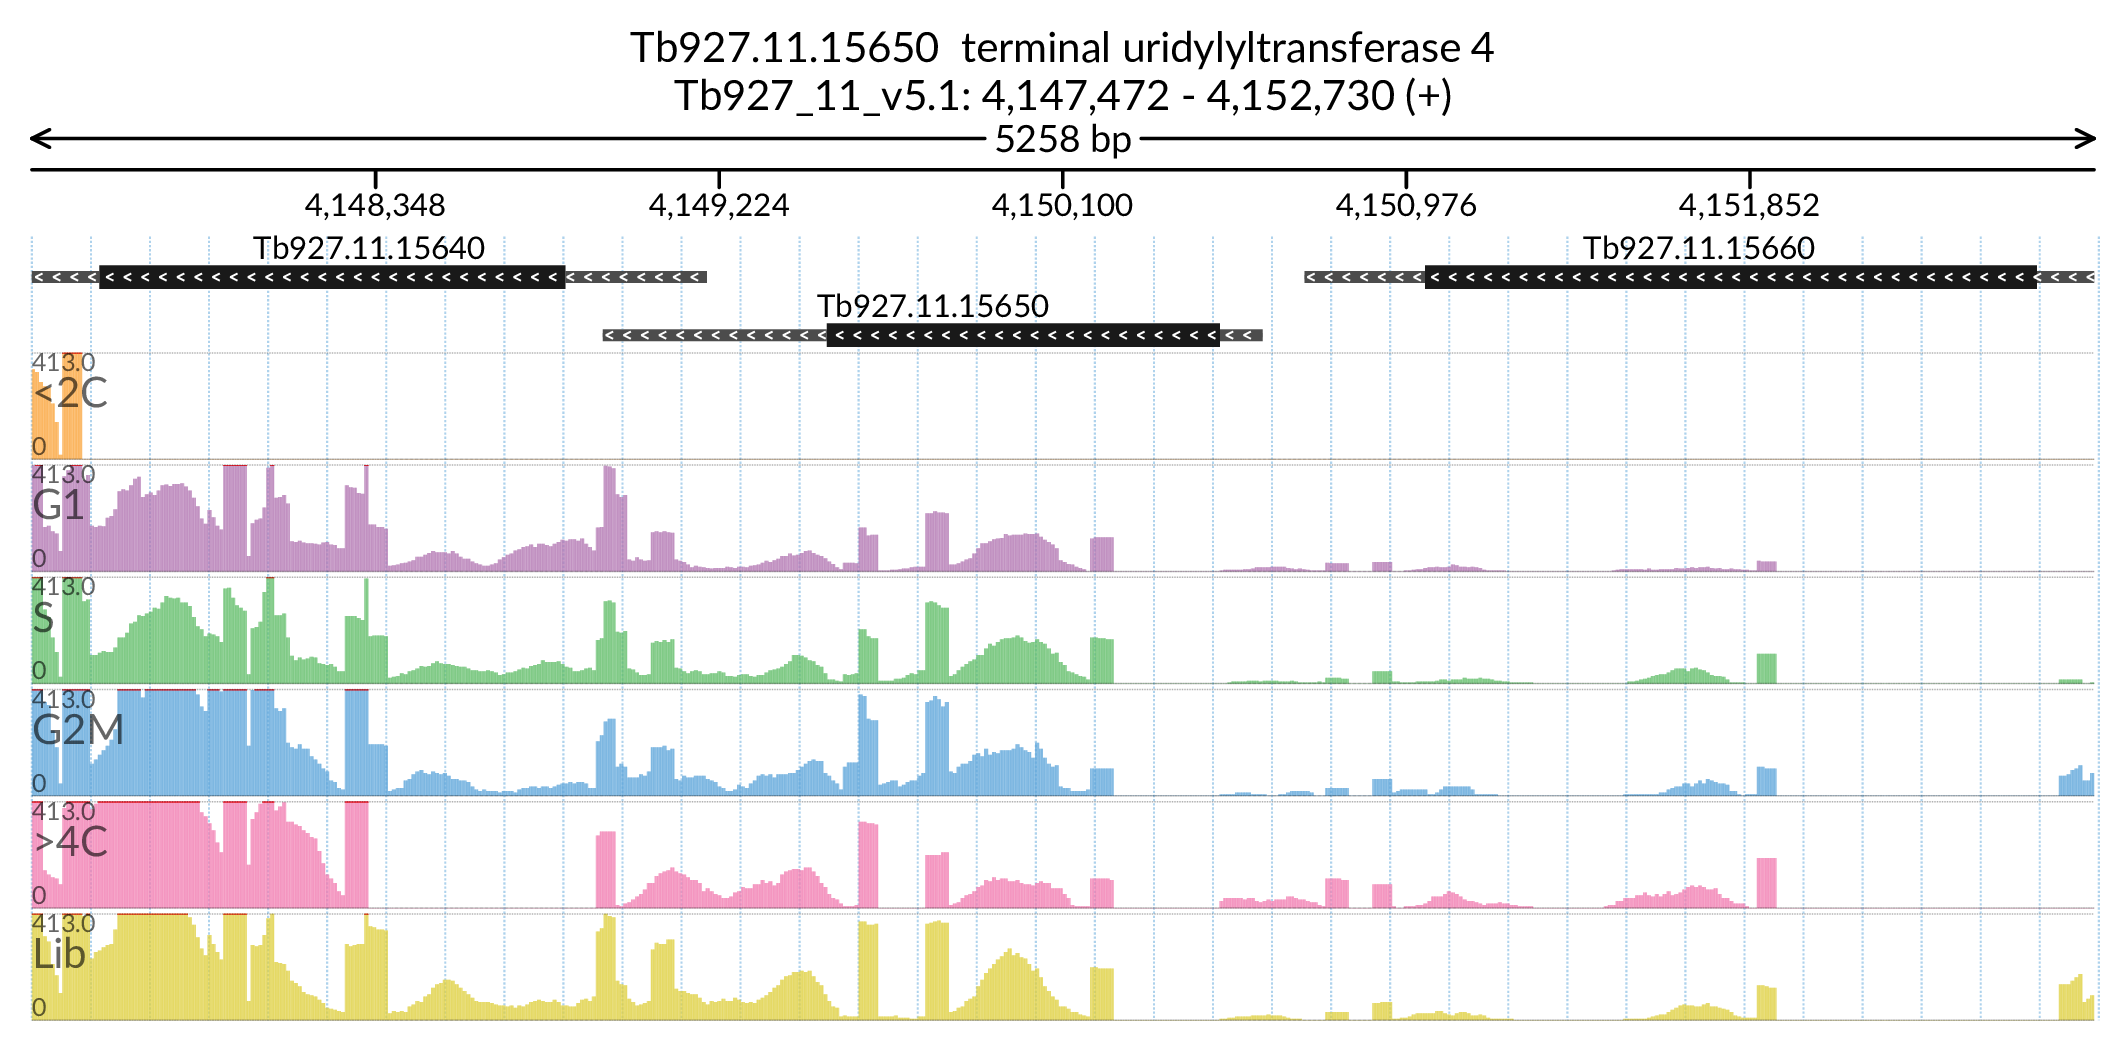 Tb927.11.15650 terminal uridylyltransferase 4
Tb927_11_v5.1: 4,147,472 - 4,152,730 (+)
5258 bp
4,148,348 4,149,224 4,150,100 4,150,976 4,151,852
Tb927.11.15640 Tb927.11.15660
Tb927.11.15650
413.0
<2C
0
413.0
G1
0
413.0
S
0
413.0
G2M
0
413.0
>4C
0
413.0
Lib
0